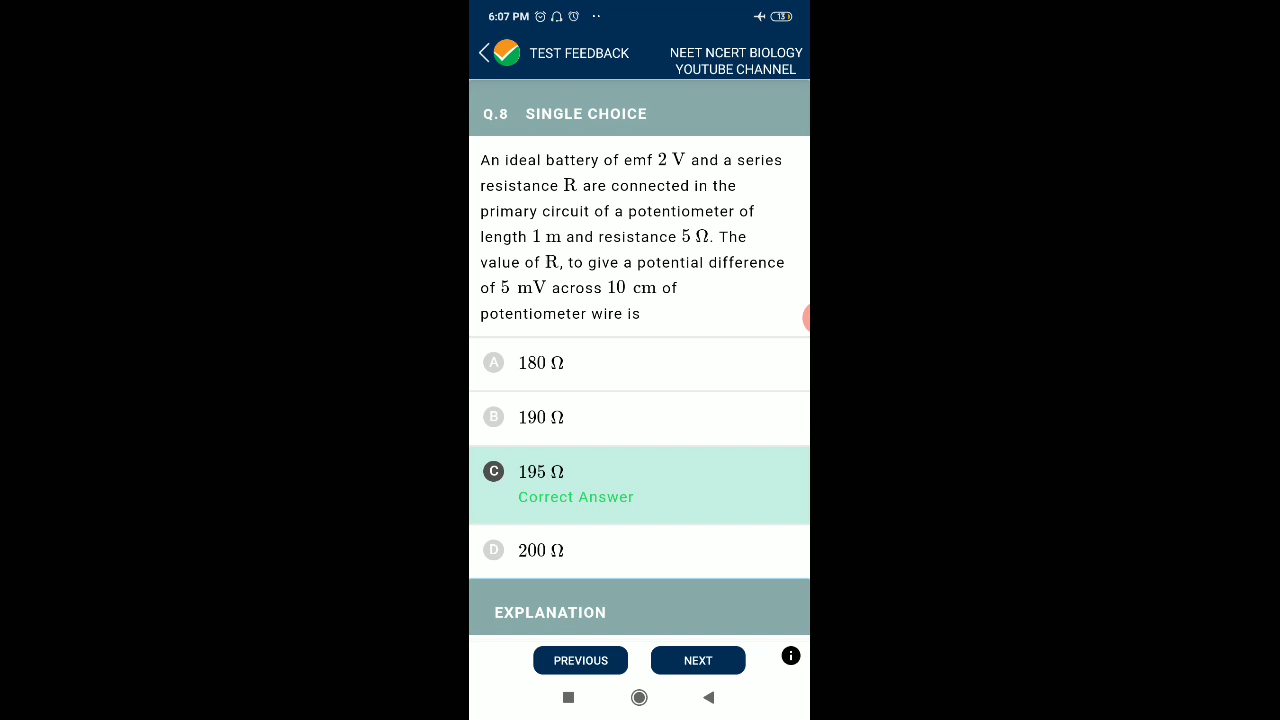 6:07 PM
13
TEST FEEDBACK
NEET NCERT BIOLOGY
YOUTUBE CHANNEL
Q.8 SINGLE CHOICE
An ideal battery of emf 2 V and a series
resistance R are connected in the
primary circuit of a potentiometer of
length 1 m and resistance 5 Ω. The
value of R, to give a potential difference
of 5 mV across 10 cm of
potentiometer wire is
A 180 Ω
B 190 Ω
C 195 Ω
Correct Answer
D 200 Ω
EXPLANATION
PREVIOUS
NEXT